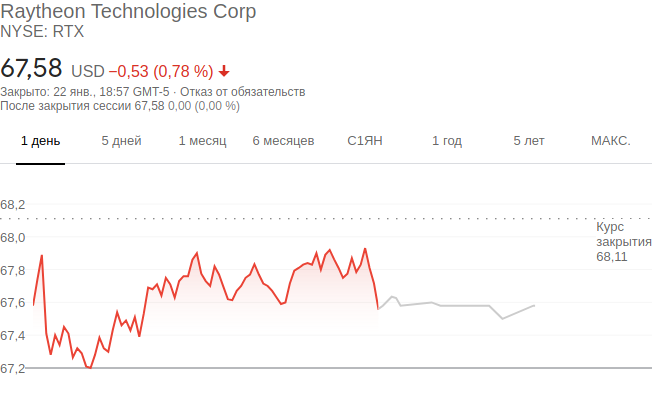 Raytheon Technologies Corp
NYSE: RTX
67,58 USD −0,53 (0,78 %)
Закрыто: 22 янв., 18:57 GMT-5 · Отказ от обязательств
После закрытия сессии 67,58 0,00 (0,00 %)
1 день 5 дней 1 месяц 6 месяцев С1ЯН 1 год 5 лет МАКС.
68,2
68,0
67,8
67,6
67,4
67,2
Курс
закрытия
68,11